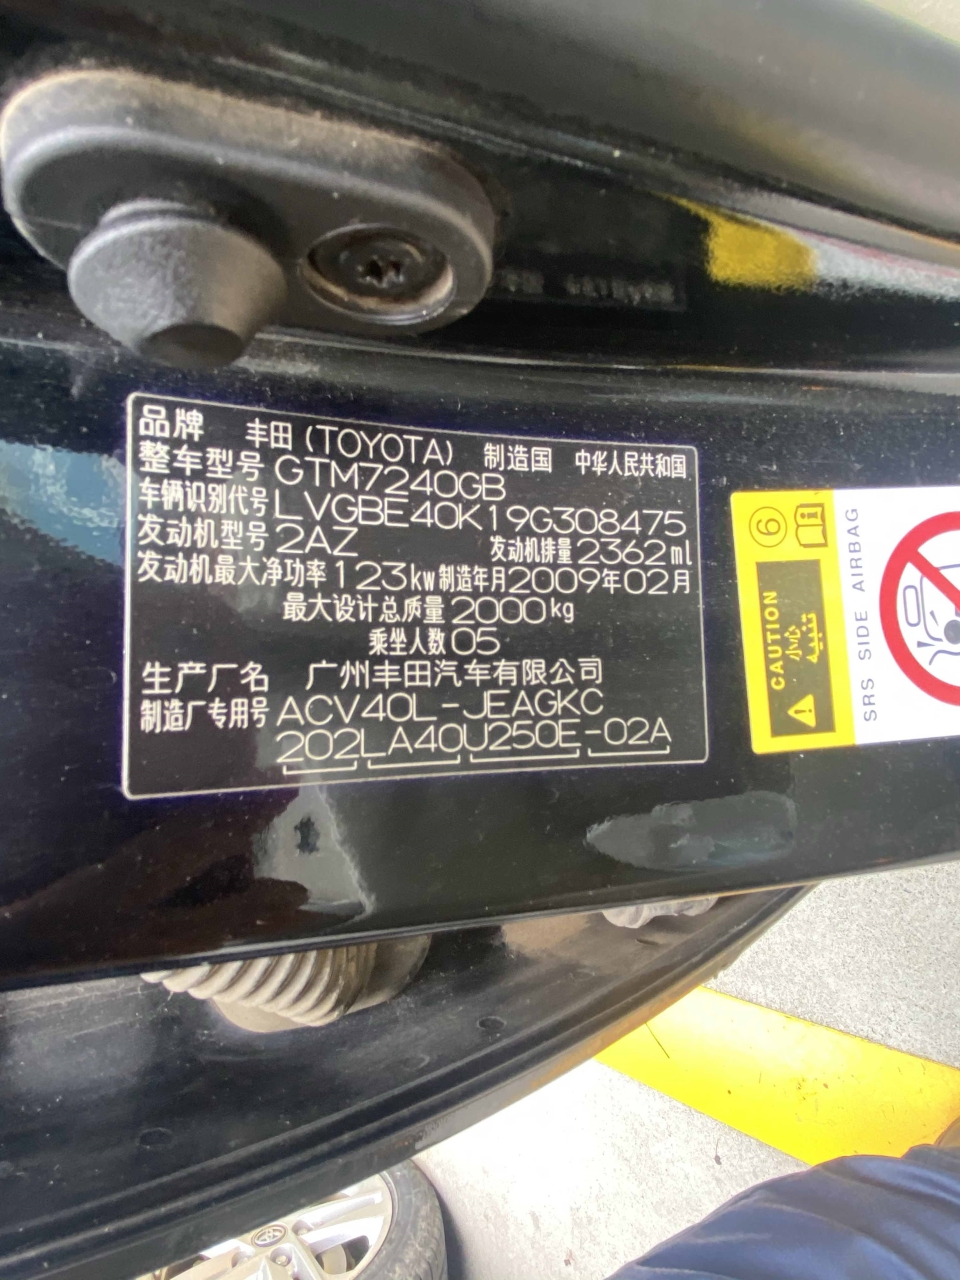 品牌 丰田(TOYOTA) 制造国 中华人民共和国
整车型号 GTM7240GB
车辆识别代号 LVGBE40K19G308475
发动机型号 2AZ 发动机排量 2362ml
发动机最大净功率 123kw 制造年月 2009年02月
最大设计总质量 2000kg
乘坐人数 05
生产厂名 广州丰田汽车有限公司
制造厂专用号 ACV40L-JEAGKC
202LA40U250E-02A
6
CAUTION
小心
تنبيه
SRS SIDE AIRBAG